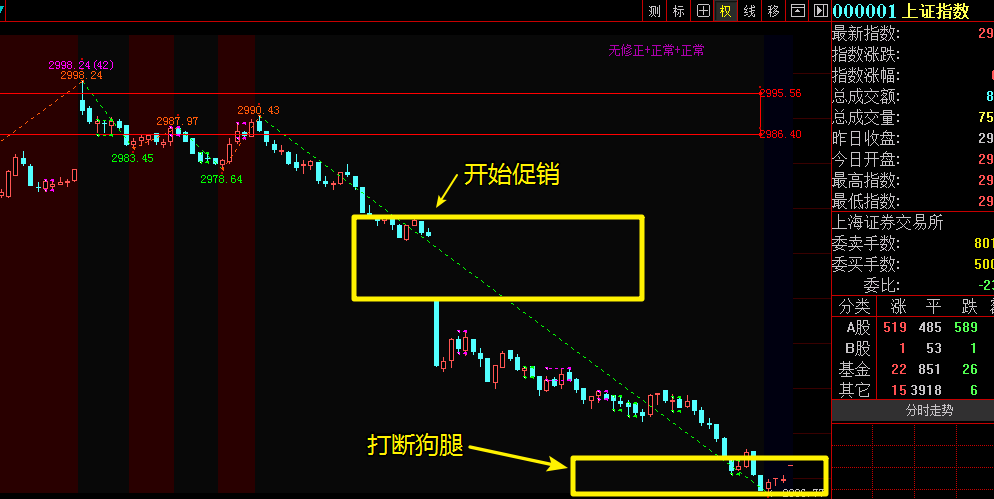 测 标 权 线 移
000001 上证指数
无修正+正常+正常
2998.24(42)
2998.24
2995.56
2990.43
2987.97
2986.40
2983.45
2978.64
开始促销
打断狗腿
最新指数: 29
指数涨跌:
指数涨幅:
总成交额: 8
总成交量: 75
昨日收盘: 29
今日开盘: 29
最高指数: 29
最低指数: 29
上海证券交易所
委卖手数: 801
委买手数: 500
委比: -23
分类 涨 平 跌
A股 519 485 589
B股 1 53 1
基金 22 851 26
其它 15 3918 6
分时走势